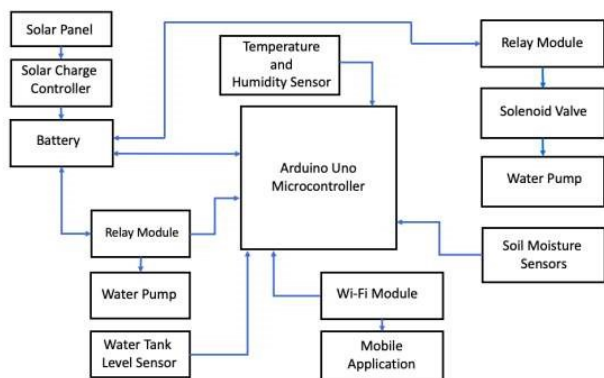 Solar Panel
Solar Charge
Controller
Battery
Temperature
and
Humidity Sensor
Relay Module
Solenoid Valve
Water Pump
Arduino Uno
Microcontroller
Relay Module
Water Pump
Soil Moisture
Sensors
Wi-Fi Module
Mobile
Application
Water Tank
Level Sensor